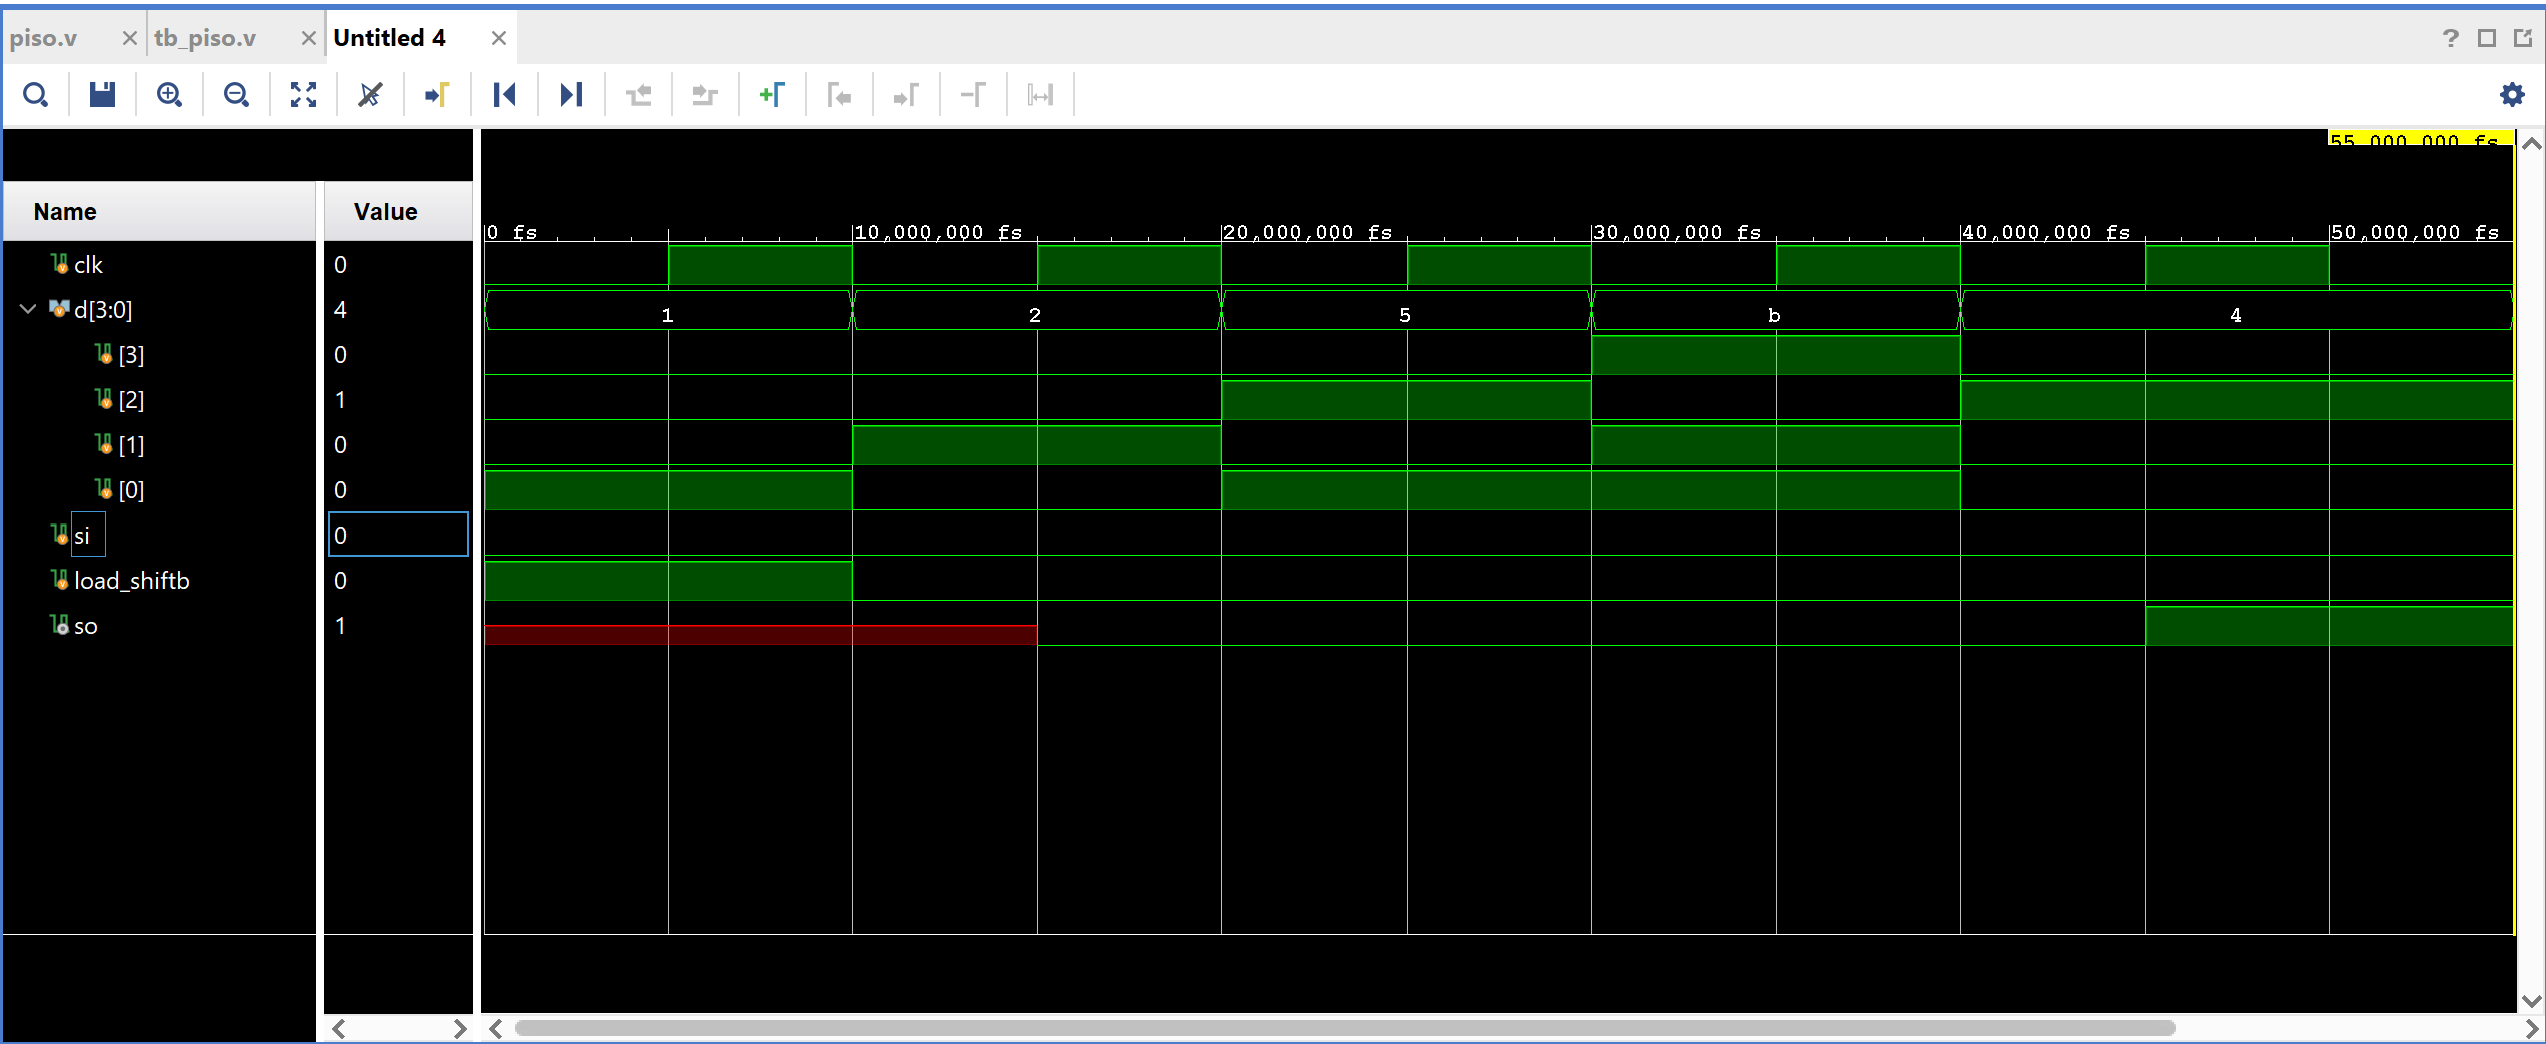 piso.v
tb_piso.v
Untitled 4
?
55,000,000 fs
Name
Value
0 fs
10,000,000 fs
20,000,000 fs
30,000,000 fs
40,000,000 fs
50,000,000 fs
clk
0
d[3:0]
4
1
2
5
b
4
[3]
0
[2]
1
[1]
0
[0]
0
si
0
load_shiftb
0
so
1